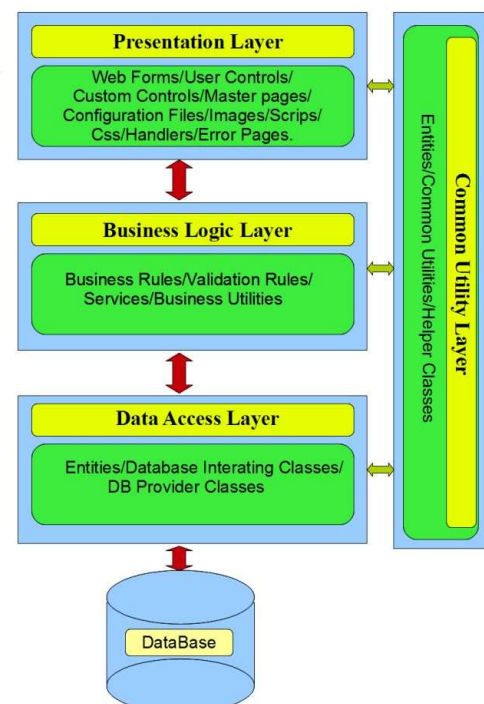 Presentation Layer
Web Forms/User Controls/
Custom Controls/Master pages/
Configuration Files/Images/Scrips/
Css/Handlers/Error Pages.
Business Logic Layer
Business Rules/Validation Rules/
Services/Business Utilities
Data Access Layer
Entities/Database Interating Classes/
DB Provider Classes
DataBase
Common Utility Layer
Entities/Common Utilities/Helper Classes